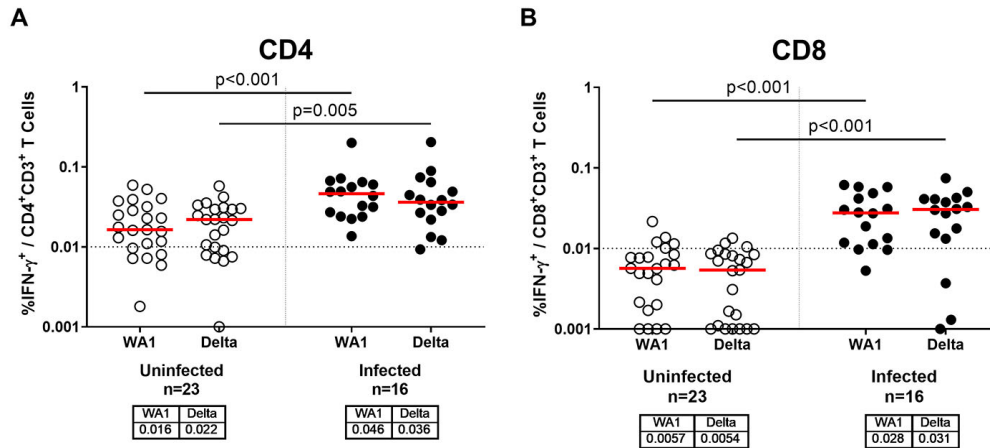 A
CD4
%IFN-γ⁺ / CD4⁺CD3⁺ T Cells
1
0.1
0.01
0.001
p<0.001
p=0.005
WA1 Delta WA1 Delta
Uninfected Infected
n=23 n=16
WA1 Delta WA1 Delta
0.016 0.022 0.046 0.036
B
CD8
%IFN-γ⁺ / CD8⁺CD3⁺ T Cells
1
0.1
0.01
0.001
p<0.001
p<0.001
WA1 Delta WA1 Delta
Uninfected Infected
n=23 n=16
WA1 Delta WA1 Delta
0.0057 0.0054 0.028 0.031